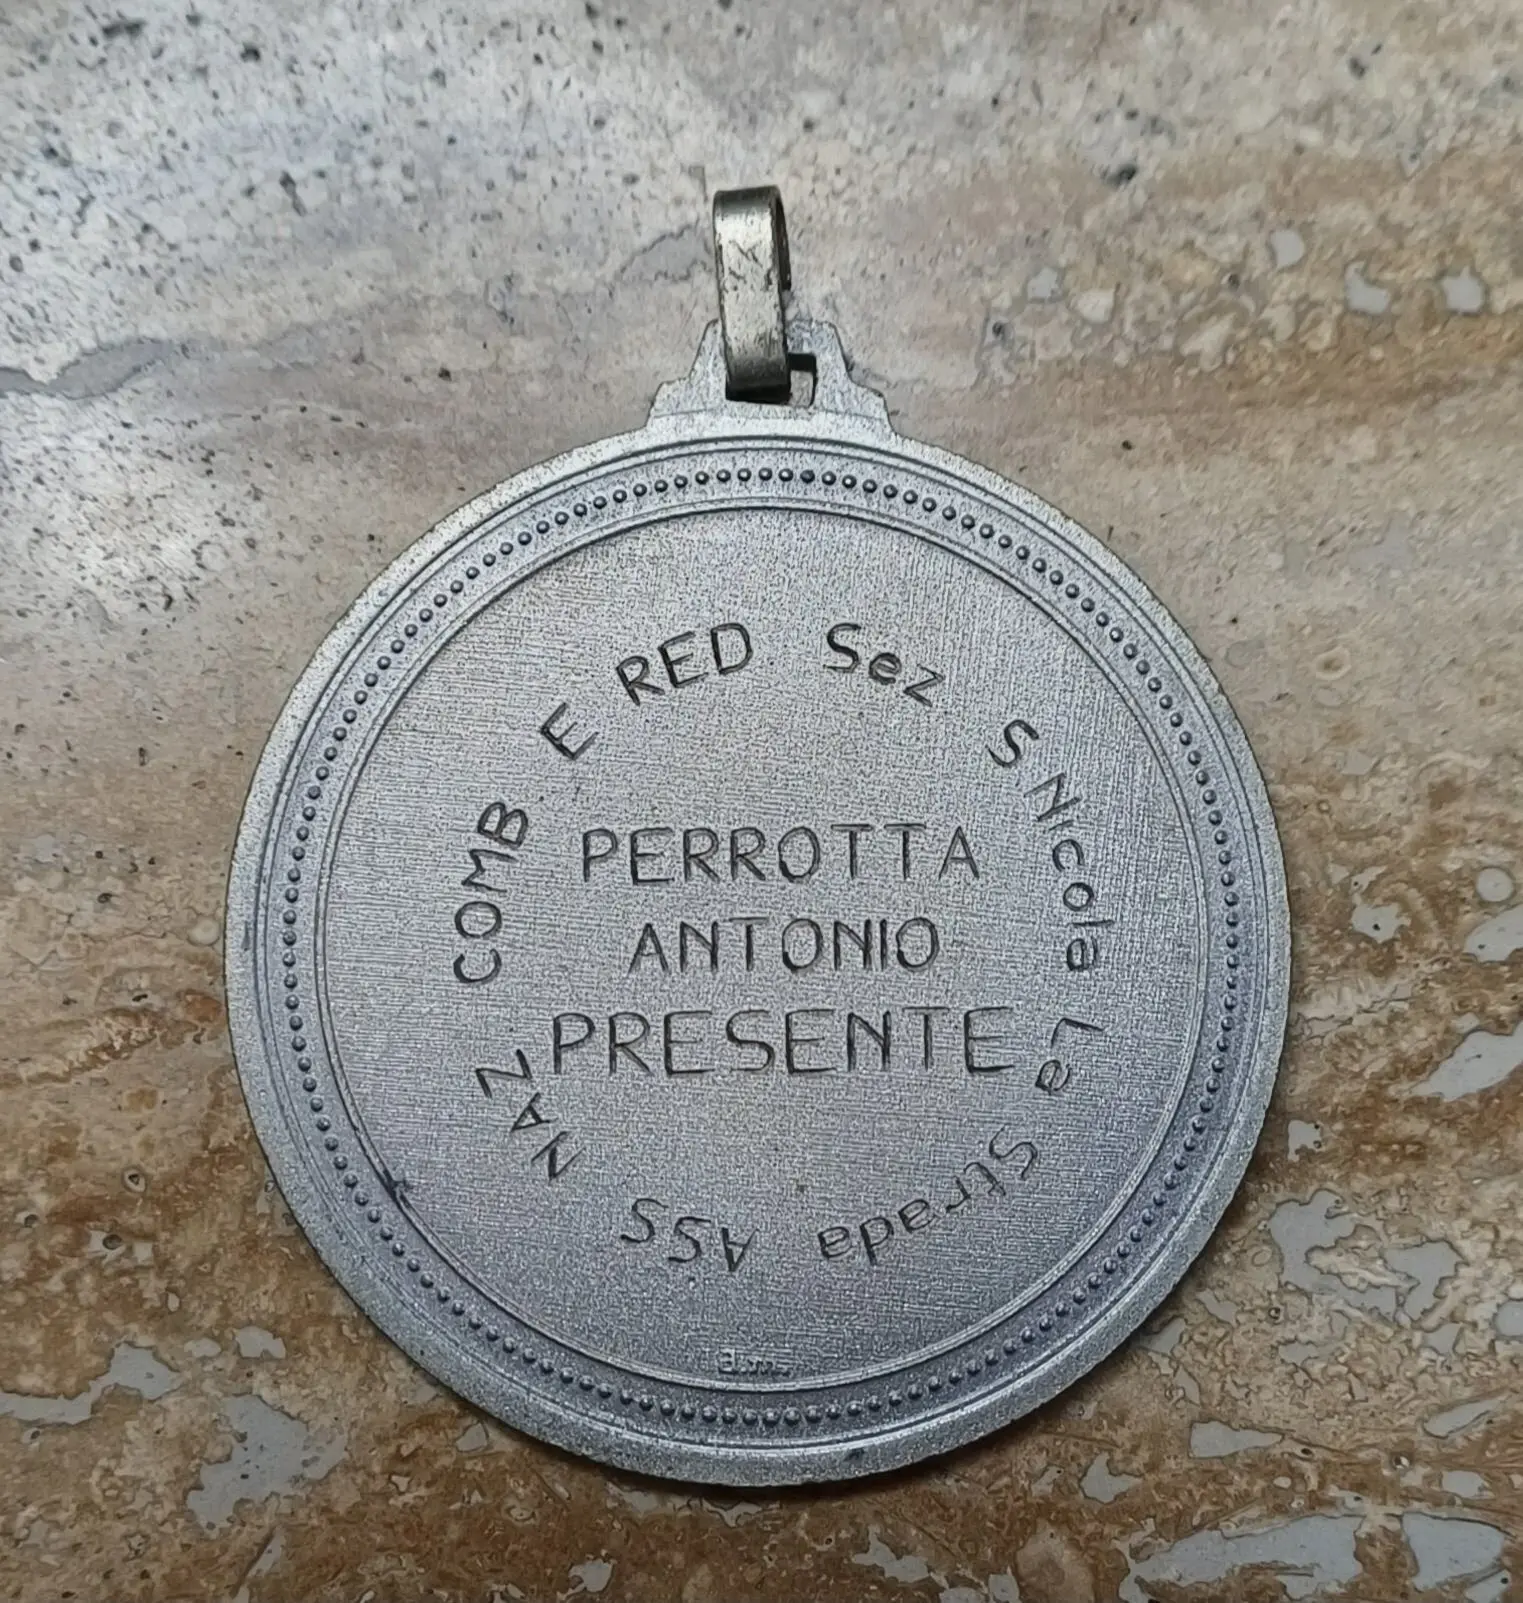 ASS NAZ COMB E RED Sez S Nicola La Strada
PERROTTA
ANTONIO
PRESENTE